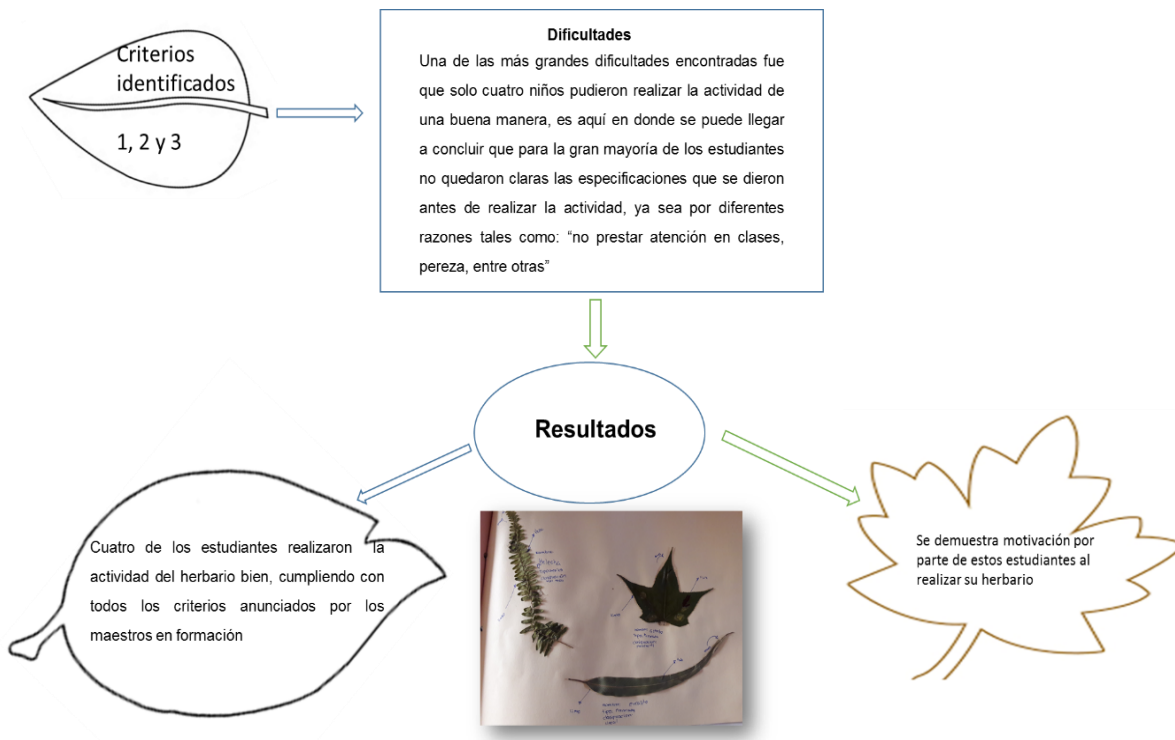 Criterios
identificados
1, 2 y 3
Dificultades
Una de las más grandes dificultades encontradas fue
que solo cuatro niños pudieron realizar la actividad de
una buena manera, es aquí en donde se puede llegar
a concluir que para la gran mayoría de los estudiantes
no quedaron claras las especificaciones que se dieron
antes de realizar la actividad, ya sea por diferentes
razones tales como: “no prestar atención en clases,
pereza, entre otras”
Resultados
Cuatro de los estudiantes realizaron la
actividad del herbario bien, cumpliendo con
todos los criterios anunciados por los
maestros en formación
Se demuestra motivación por
parte de estos estudiantes al
realizar su herbario